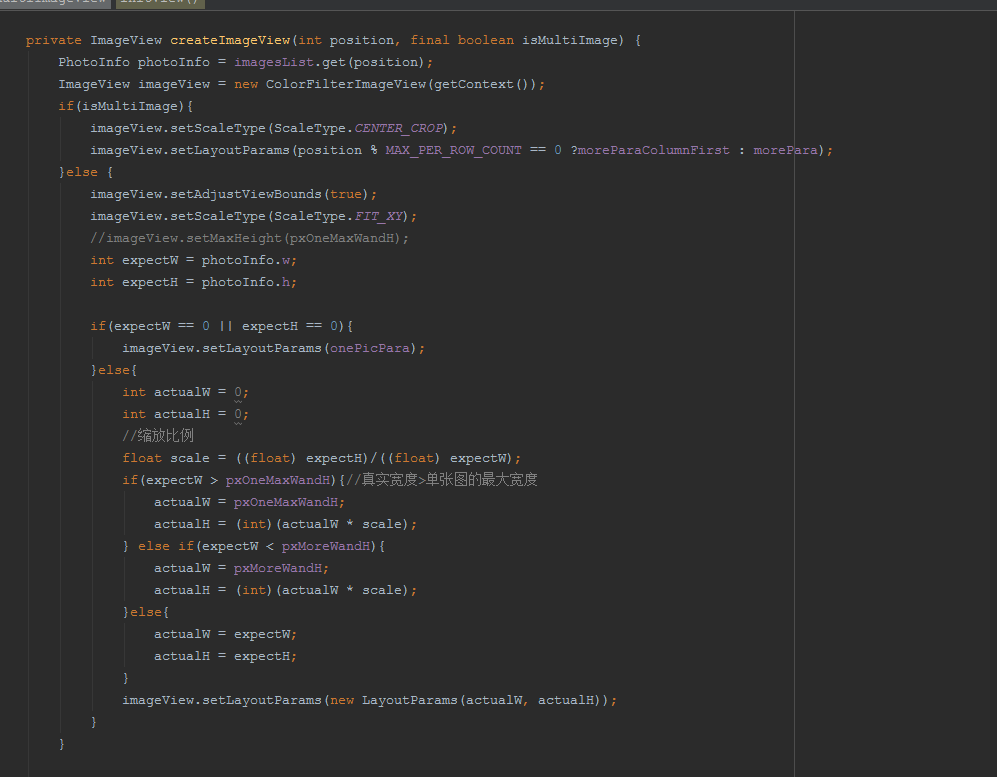 private ImageView createImageView(int position, final boolean isMultiImage) {
PhotoInfo photoInfo = imagesList.get(position);
ImageView imageView = new ColorFilterImageView(getContext());
if(isMultiImage){
imageView.setScaleType(ScaleType.CENTER_CROP);
imageView.setLayoutParams(position % MAX_PER_ROW_COUNT == 0 ?moreParaColumnFirst : morePara);
}else {
imageView.setAdjustViewBounds(true);
imageView.setScaleType(ScaleType.FIT_XY);
//imageView.setMaxHeight(pxOneMaxWandH);
int expectW = photoInfo.w;
int expectH = photoInfo.h;
if(expectW == 0 || expectH == 0){
imageView.setLayoutParams(onePicPara);
}else{
int actualW = 0;
int actualH = 0;
//缩放比例
float scale = ((float) expectH)/((float) expectW);
if(expectW > pxOneMaxWandH){//真实宽度>单张图的最大宽度
actualW = pxOneMaxWandH;
actualH = (int)(actualW * scale);
} else if(expectW < pxMoreWandH){
actualW = pxMoreWandH;
actualH = (int)(actualW * scale);
}else{
actualW = expectW;
actualH = expectH;
}
imageView.setLayoutParams(new LayoutParams(actualW, actualH));
}
}